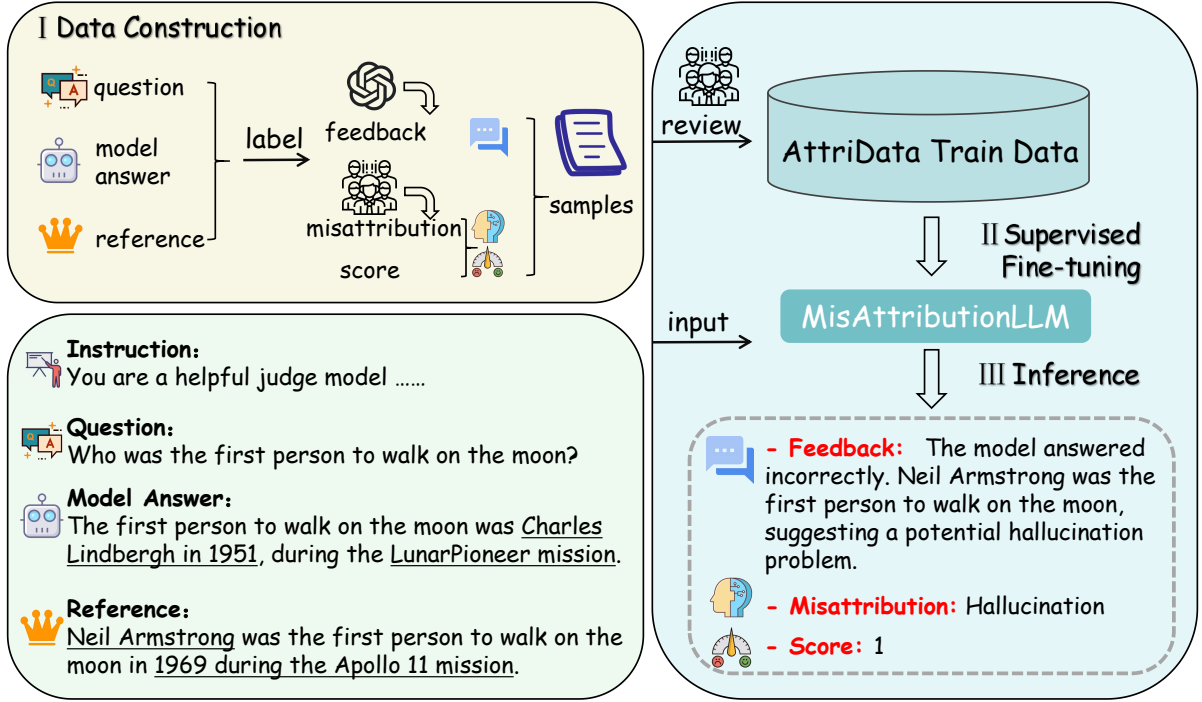 I Data Construction
question
model
answer
reference
label
feedback
misattribution
score
samples
Instruction:
You are a helpful judge model ......
Question:
Who was the first person to walk on the moon?
Model Answer:
The first person to walk on the moon was Charles
Lindbergh in 1951, during the LunarPioneer mission.
Reference:
Neil Armstrong was the first person to walk on the
moon in 1969 during the Apollo 11 mission.
review
AttriData Train Data
II Supervised
Fine-tuning
input
MisAttributionLLM
III Inference
- Feedback: The model answered
incorrectly. Neil Armstrong was the
first person to walk on the moon,
suggesting a potential hallucination
problem.
- Misattribution: Hallucination
- Score: 1